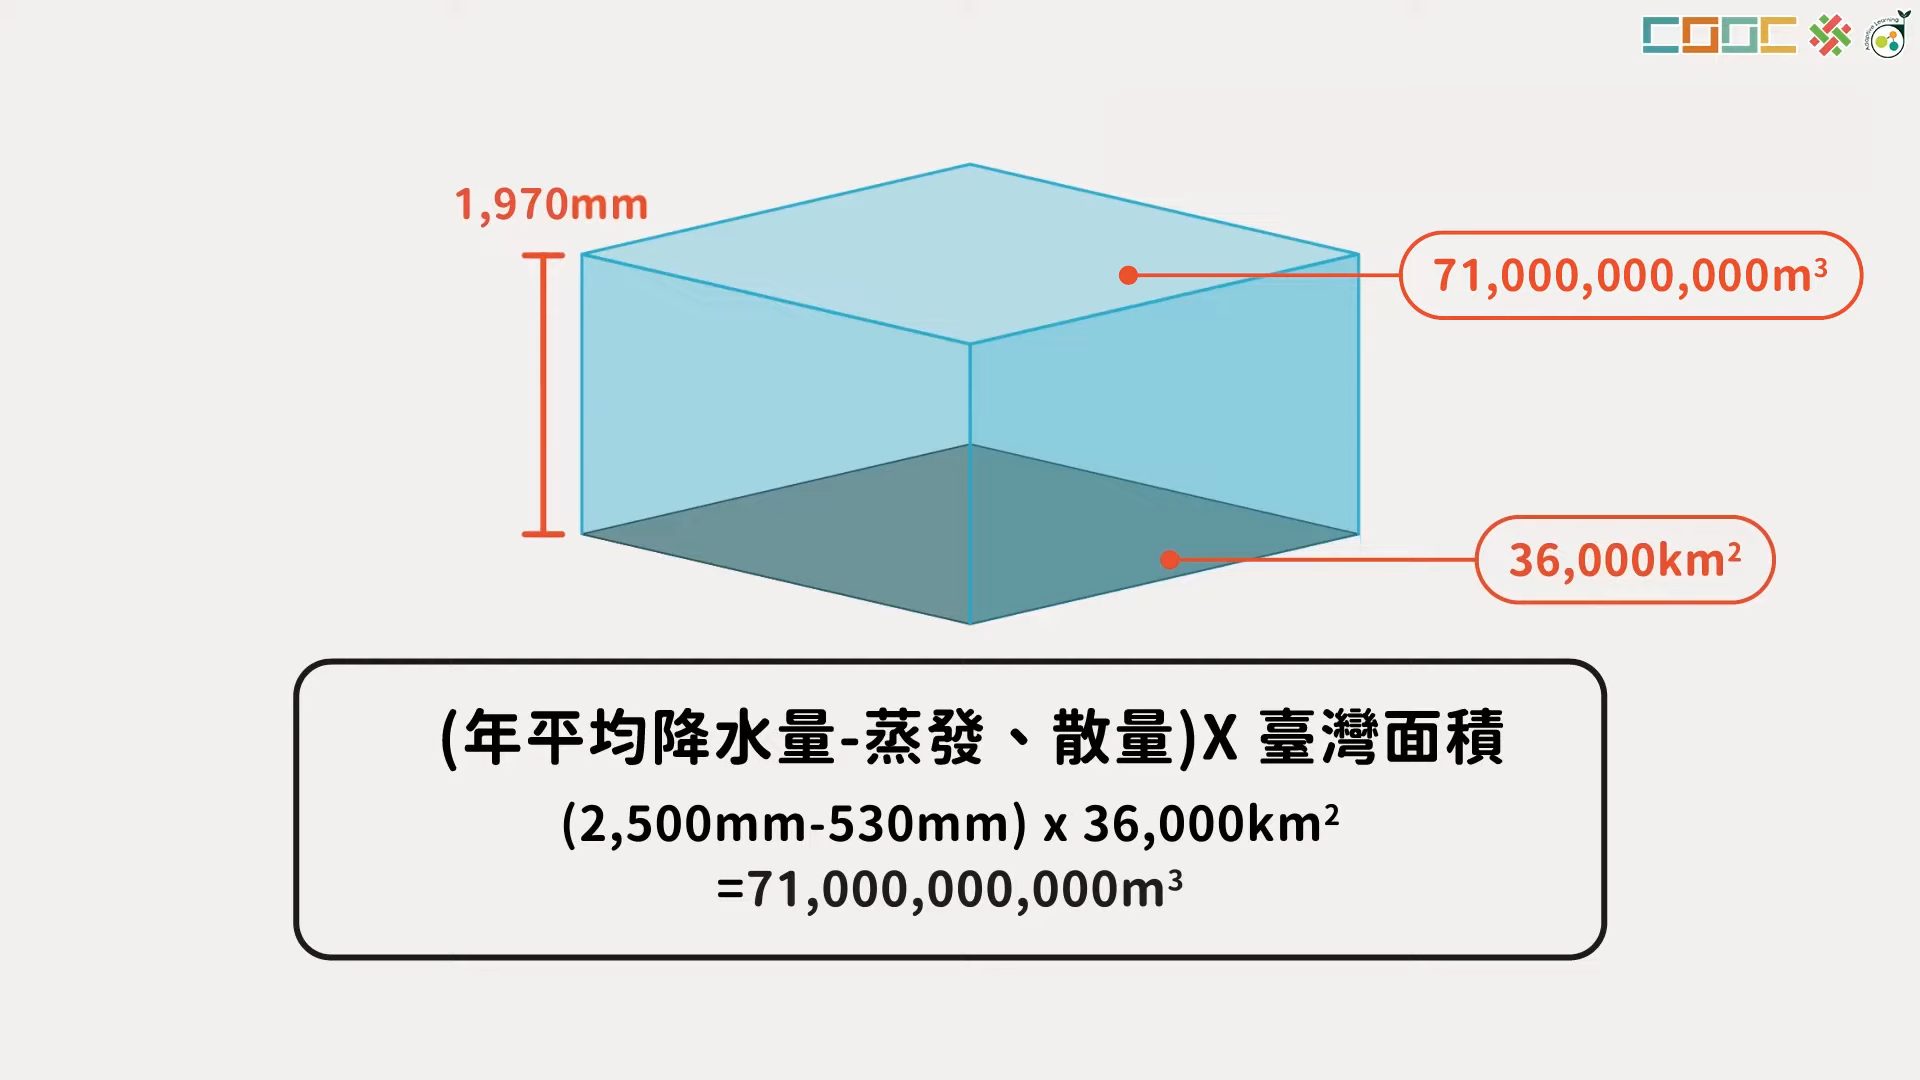 COOC
1,970mm
71,000,000,000m³
36,000km²
(年平均降水量-蒸發、散量)X 臺灣面積
(2,500mm-530mm) x 36,000km²
=71,000,000,000m³